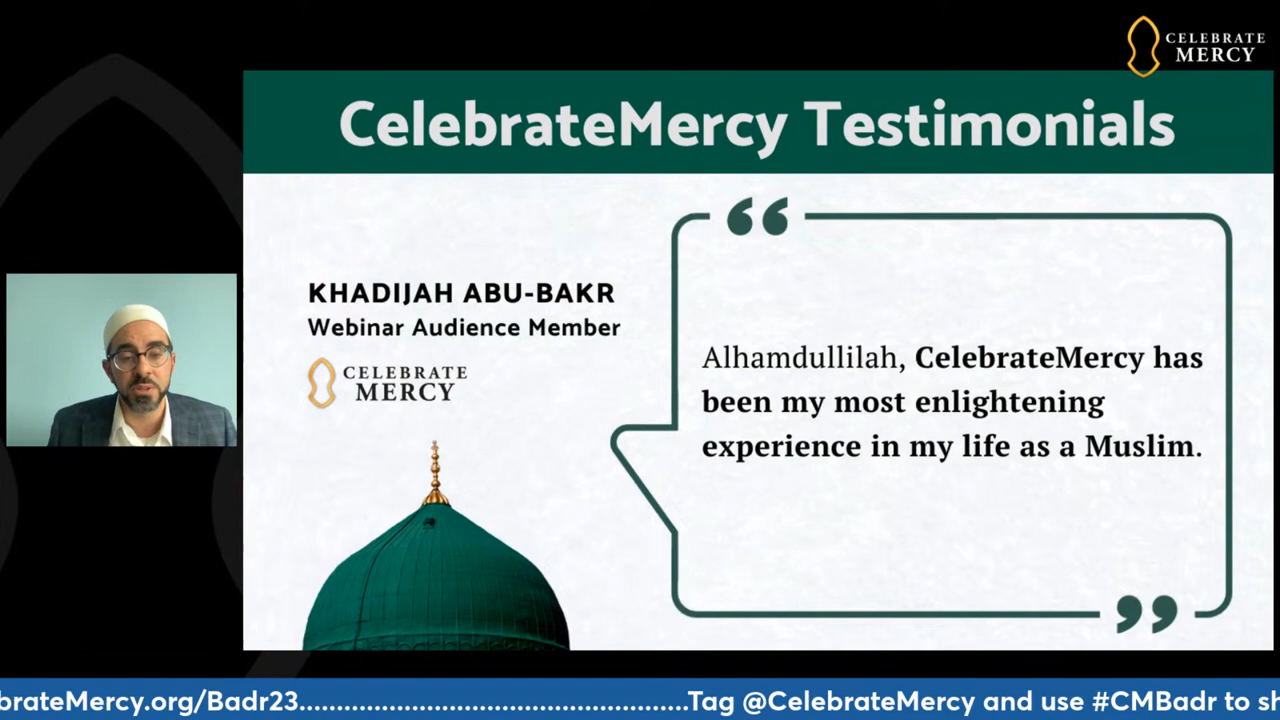 CELEBRATE
MERCY
CelebrateMercy Testimonials
KHADIJAH ABU-BAKR
Webinar Audience Member
CELEBRATE
MERCY
“
Alhamdullilah, CelebrateMercy has
been my most enlightening
experience in my life as a Muslim.
”
brateMercy.org/Badr23....................................................Tag @CelebrateMercy and use #CMBadr to sh